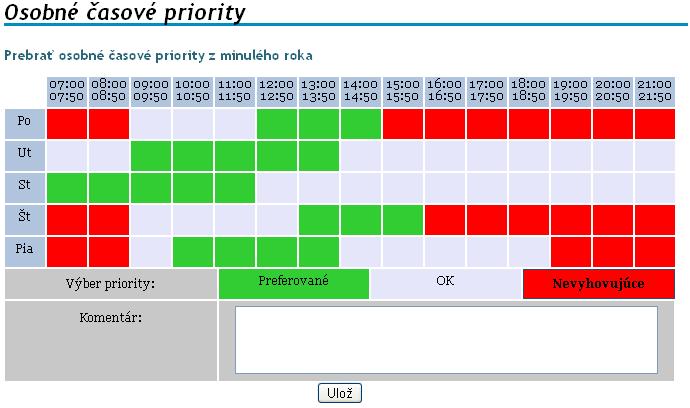 Osobné časové priority
Prebrať osobné časové priority z minulého roka
07:00 08:00 09:00 10:00 11:00 12:00 13:00 14:00 15:00 16:00 17:00 18:00 19:00 20:00 21:00
07:50 08:50 09:50 10:50 11:50 12:50 13:50 14:50 15:50 16:50 17:50 18:50 19:50 20:50 21:50
Po
Ut
St
Št
Pia
Výber priority: Preferované OK Nevyhovujúce
Komentár:
Ulož